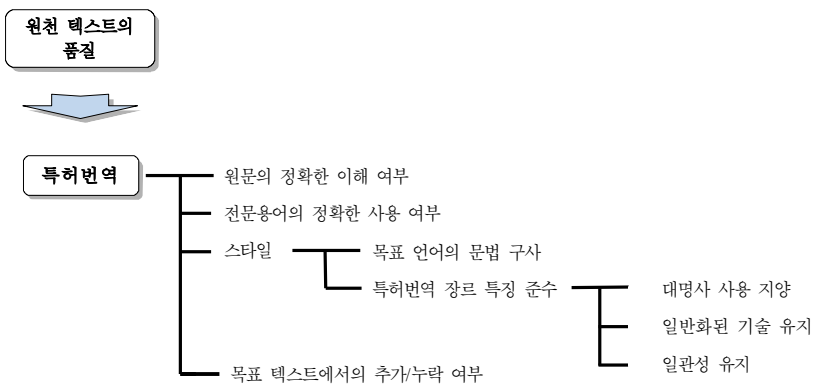 원천 텍스트의
품질
특허번역
원문의 정확한 이해 여부
전문용어의 정확한 사용 여부
스타일
목표 언어의 문법 구사
특허번역 장르 특징 준수
대명사 사용 지양
일반화된 기술 유지
일관성 유지
목표 텍스트에서의 추가/누락 여부